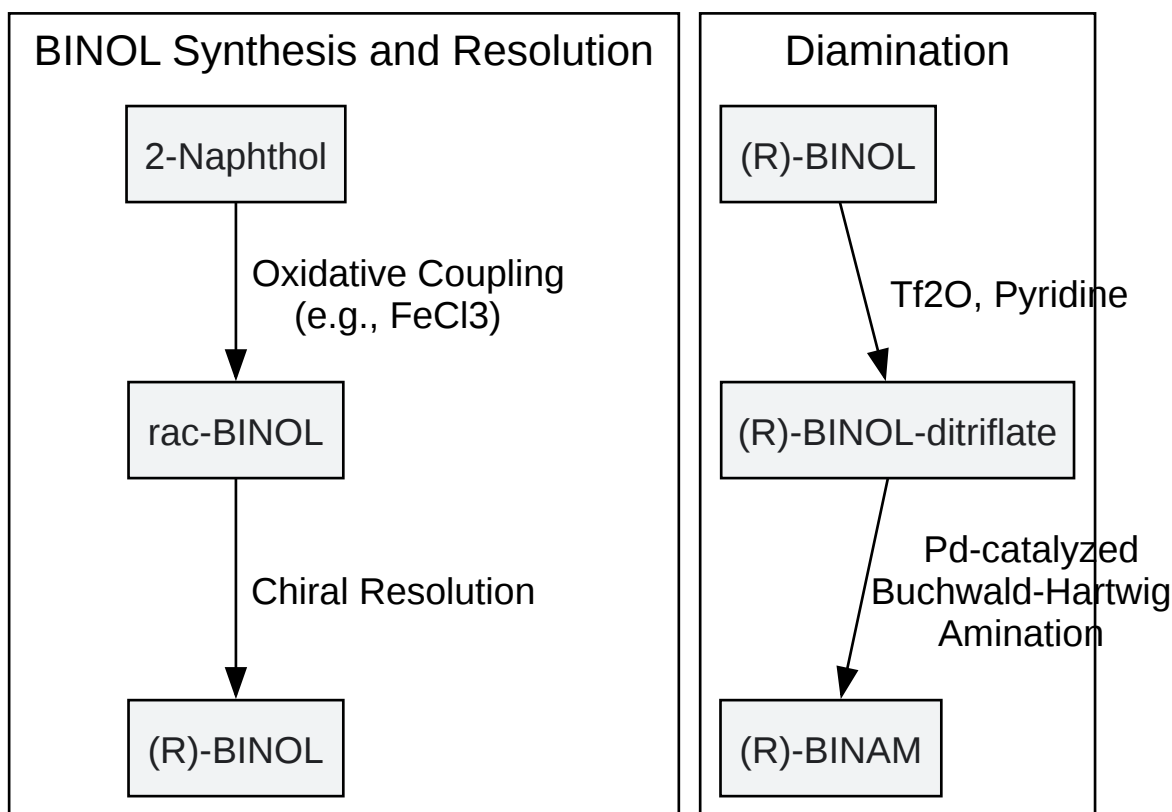 BINOL Synthesis and Resolution
2-Naphthol
Oxidative Coupling
(e.g., FeCl3)
rac-BINOL
Chiral Resolution
(R)-BINOL
Diamination
(R)-BINOL
Tf2O, Pyridine
(R)-BINOL-ditriflate
Pd-catalyzed
Buchwald-Hartwig
Amination
(R)-BINAM